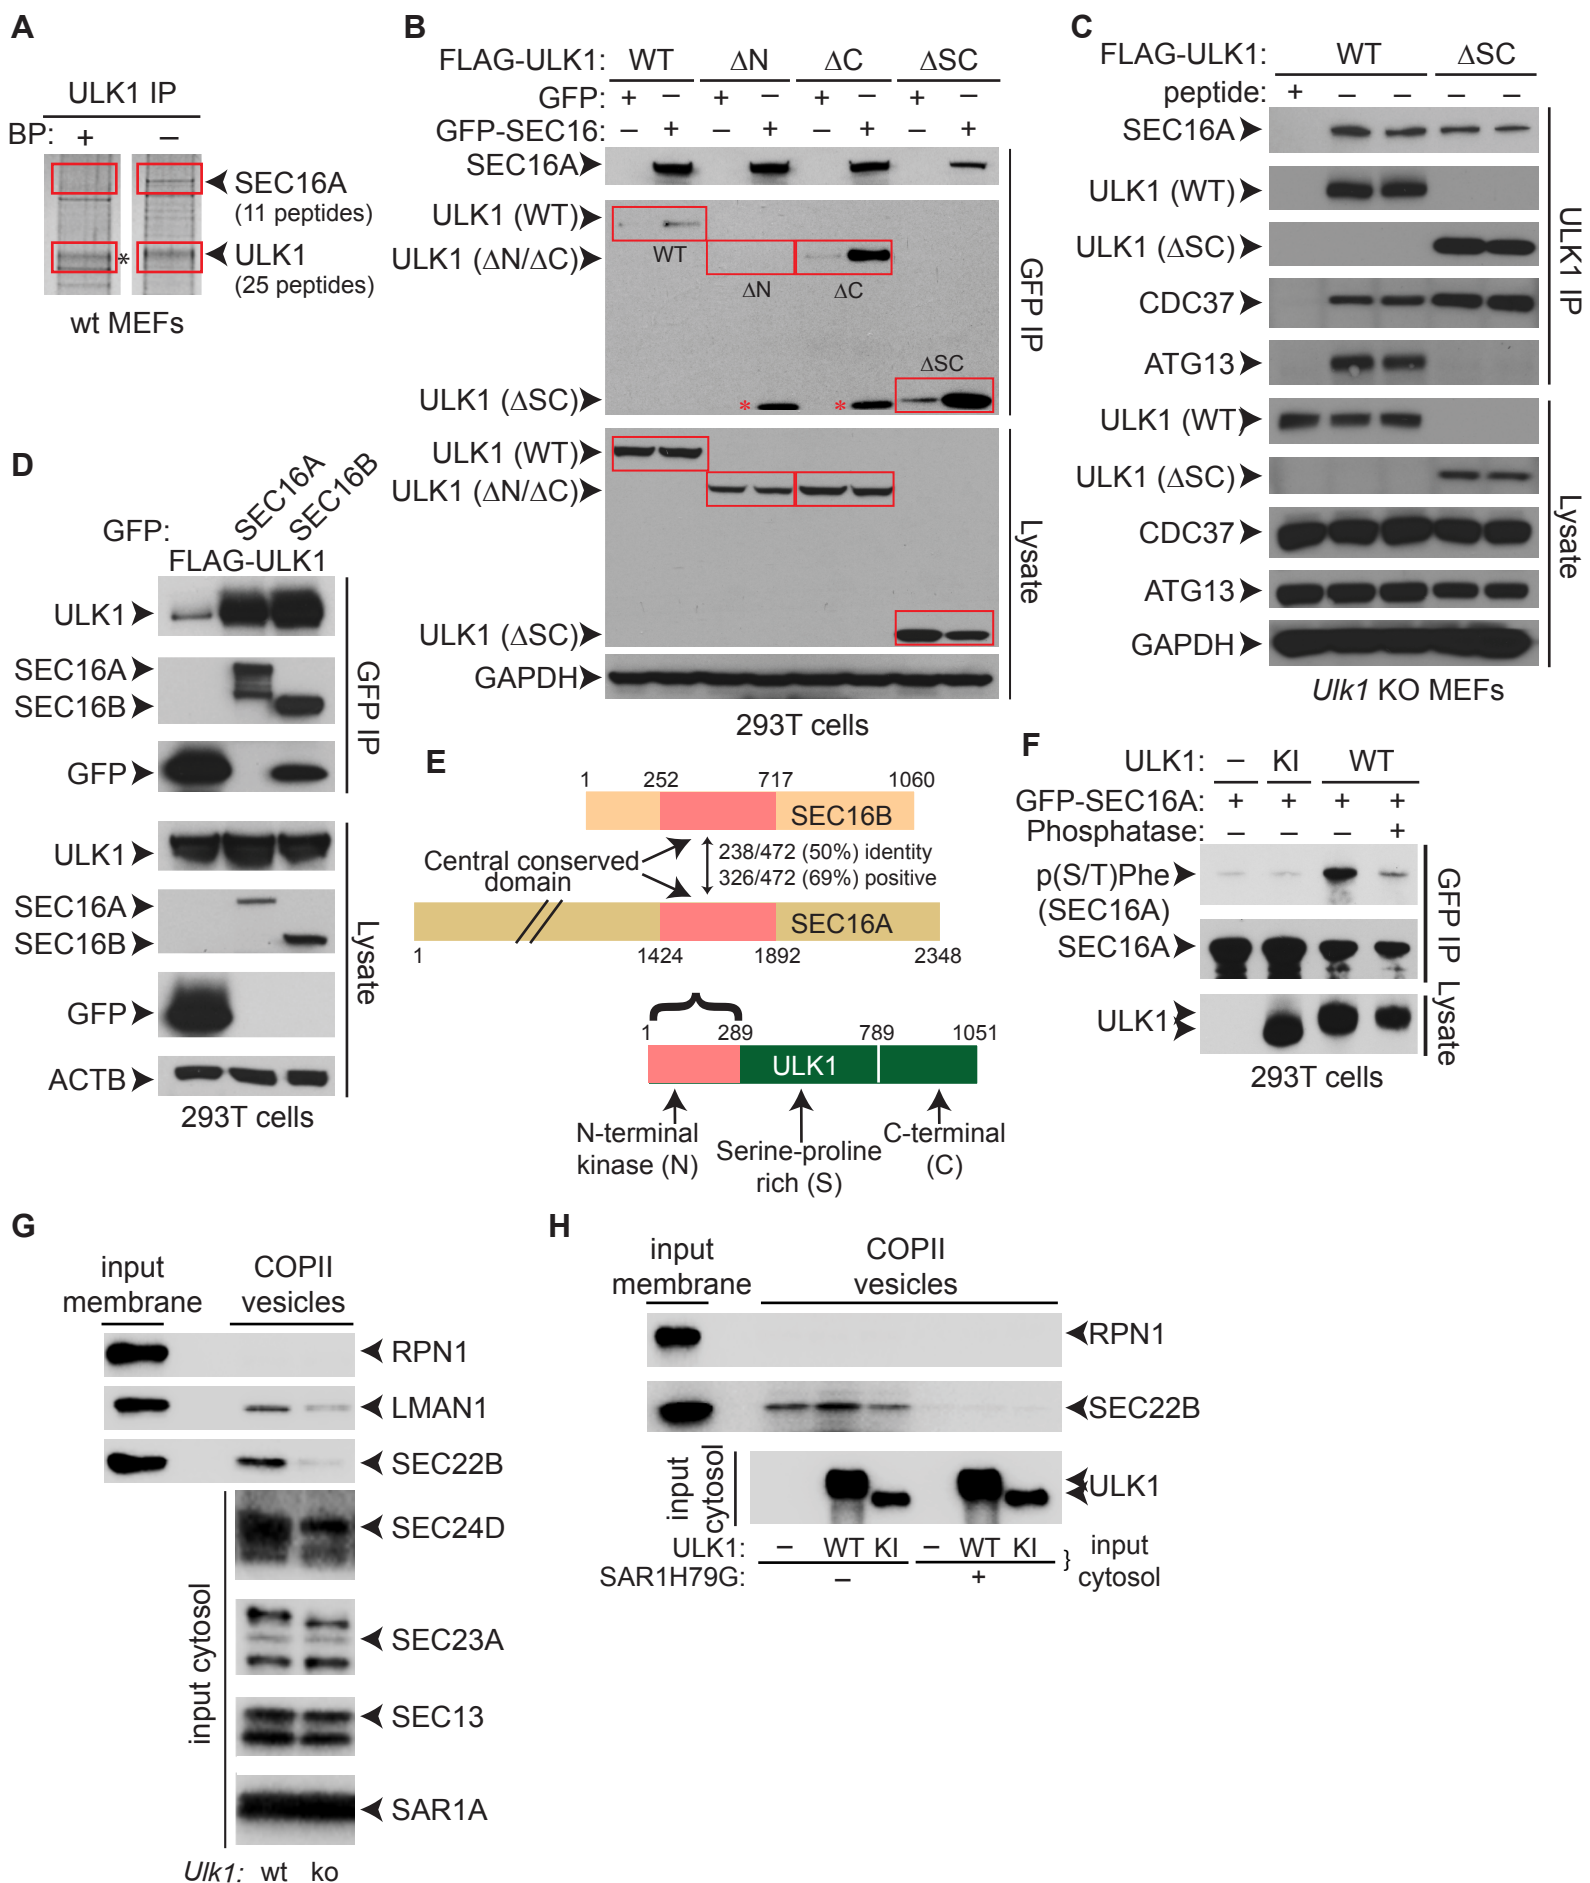 A
ULK1 IP
BP: + –
SEC16A
(11 peptides)
* ULK1
(25 peptides)
wt MEFs
B
FLAG-ULK1: WT ΔN ΔC ΔSC
GFP: + – + – + – + –
GFP-SEC16: – + – + – + – +
SEC16A
ULK1 (WT)
WT
ULK1 (ΔN/ΔC)
ΔN ΔC
ΔSC
ULK1 (ΔSC) * *
GFP IP
ULK1 (WT)
ULK1 (ΔN/ΔC)
ULK1 (ΔSC)
GAPDH
Lysate
293T cells
C
FLAG-ULK1: WT ΔSC
peptide: + – – – –
SEC16A
ULK1 (WT)
ULK1 (ΔSC)
CDC37
ATG13
ULK1 IP
ULK1 (WT)
ULK1 (ΔSC)
CDC37
ATG13
GAPDH
Lysate
Ulk1 KO MEFs
D
GFP: SEC16A SEC16B
FLAG-ULK1
ULK1
SEC16A
SEC16B
GFP
GFP IP
ULK1
SEC16A
SEC16B
GFP
ACTB
Lysate
293T cells
E
1 252 717 1060
SEC16B
Central conserved
domain
238/472 (50%) identity
326/472 (69%) positive
SEC16A
1 1424 1892 2348
1 289 789 1051
ULK1
N-terminal
kinase (N)
Serine-proline
rich (S)
C-terminal
(C)
F
ULK1: – KI WT
GFP-SEC16A: + + + +
Phosphatase: – – – +
p(S/T)Phe
(SEC16A)
SEC16A
GFP IP
ULK1
Lysate
293T cells
G
input
membrane
COPII
vesicles
RPN1
LMAN1
SEC22B
SEC24D
SEC23A
SEC13
SAR1A
input cytosol
Ulk1: wt ko
H
input
membrane
COPII
vesicles
RPN1
SEC22B
input
cytosol
ULK1
ULK1: – WT KI – WT KI } input
SAR1H79G: – + cytosol